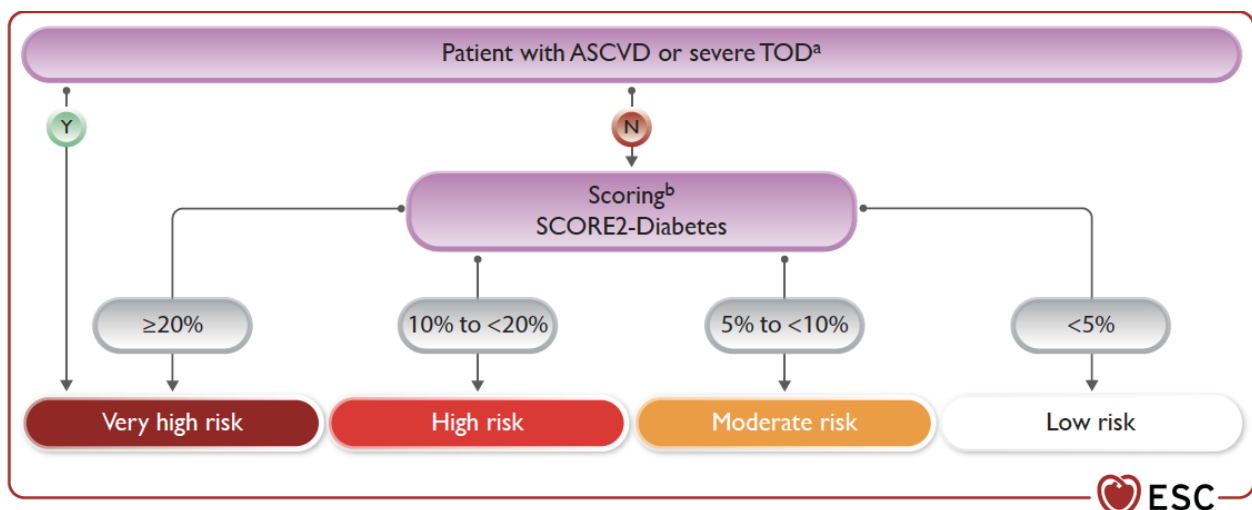 Patient with ASCVD or severe TODᵃ
Y
N
Scoringᵇ
SCORE2-Diabetes
≥20%
10% to <20%
5% to <10%
<5%
Very high risk
High risk
Moderate risk
Low risk
ESC